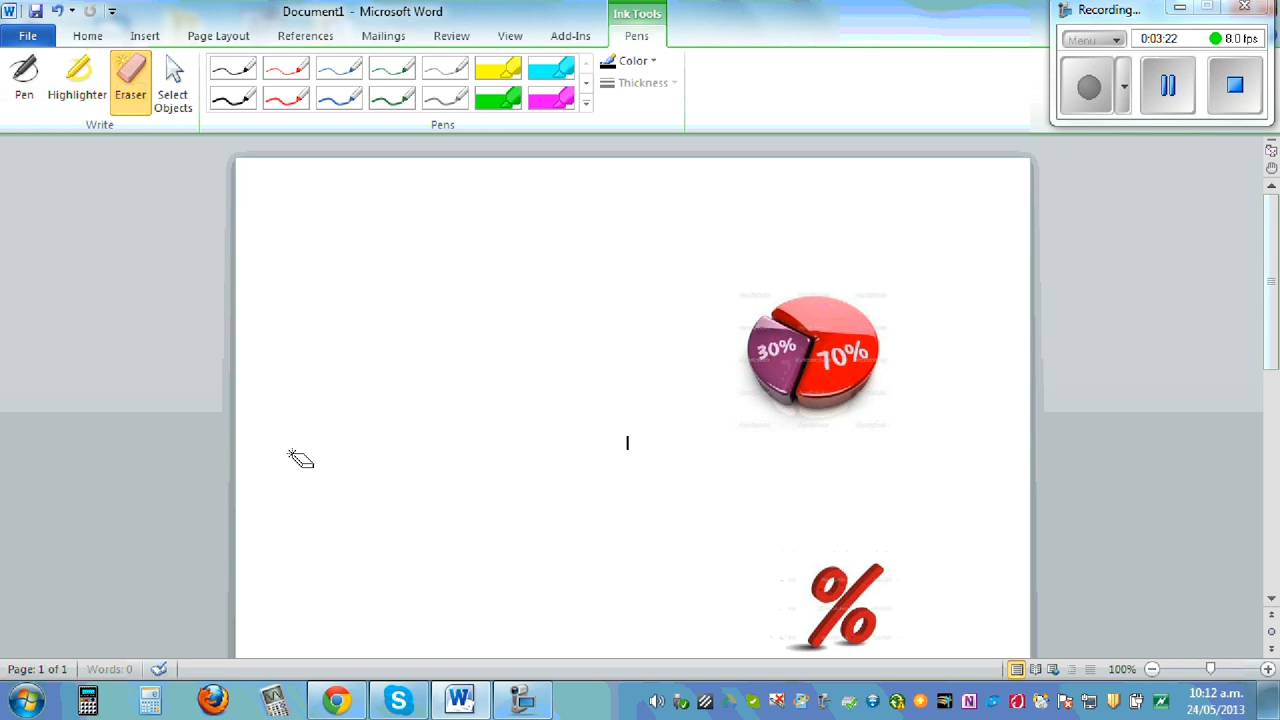 Document1 - Microsoft Word
Ink Tools
Recording...
File
Home
Insert
Page Layout
References
Mailings
Review
View
Add-Ins
Pens
Menu
00:03:22
8.0 fps
Pen
Highlighter
Eraser
Select
Objects
Color
Thickness
Write
Pens
30%
70%
%
Page: 1 of 1
Words: 0
100%
10:12 a.m.
24/05/2013